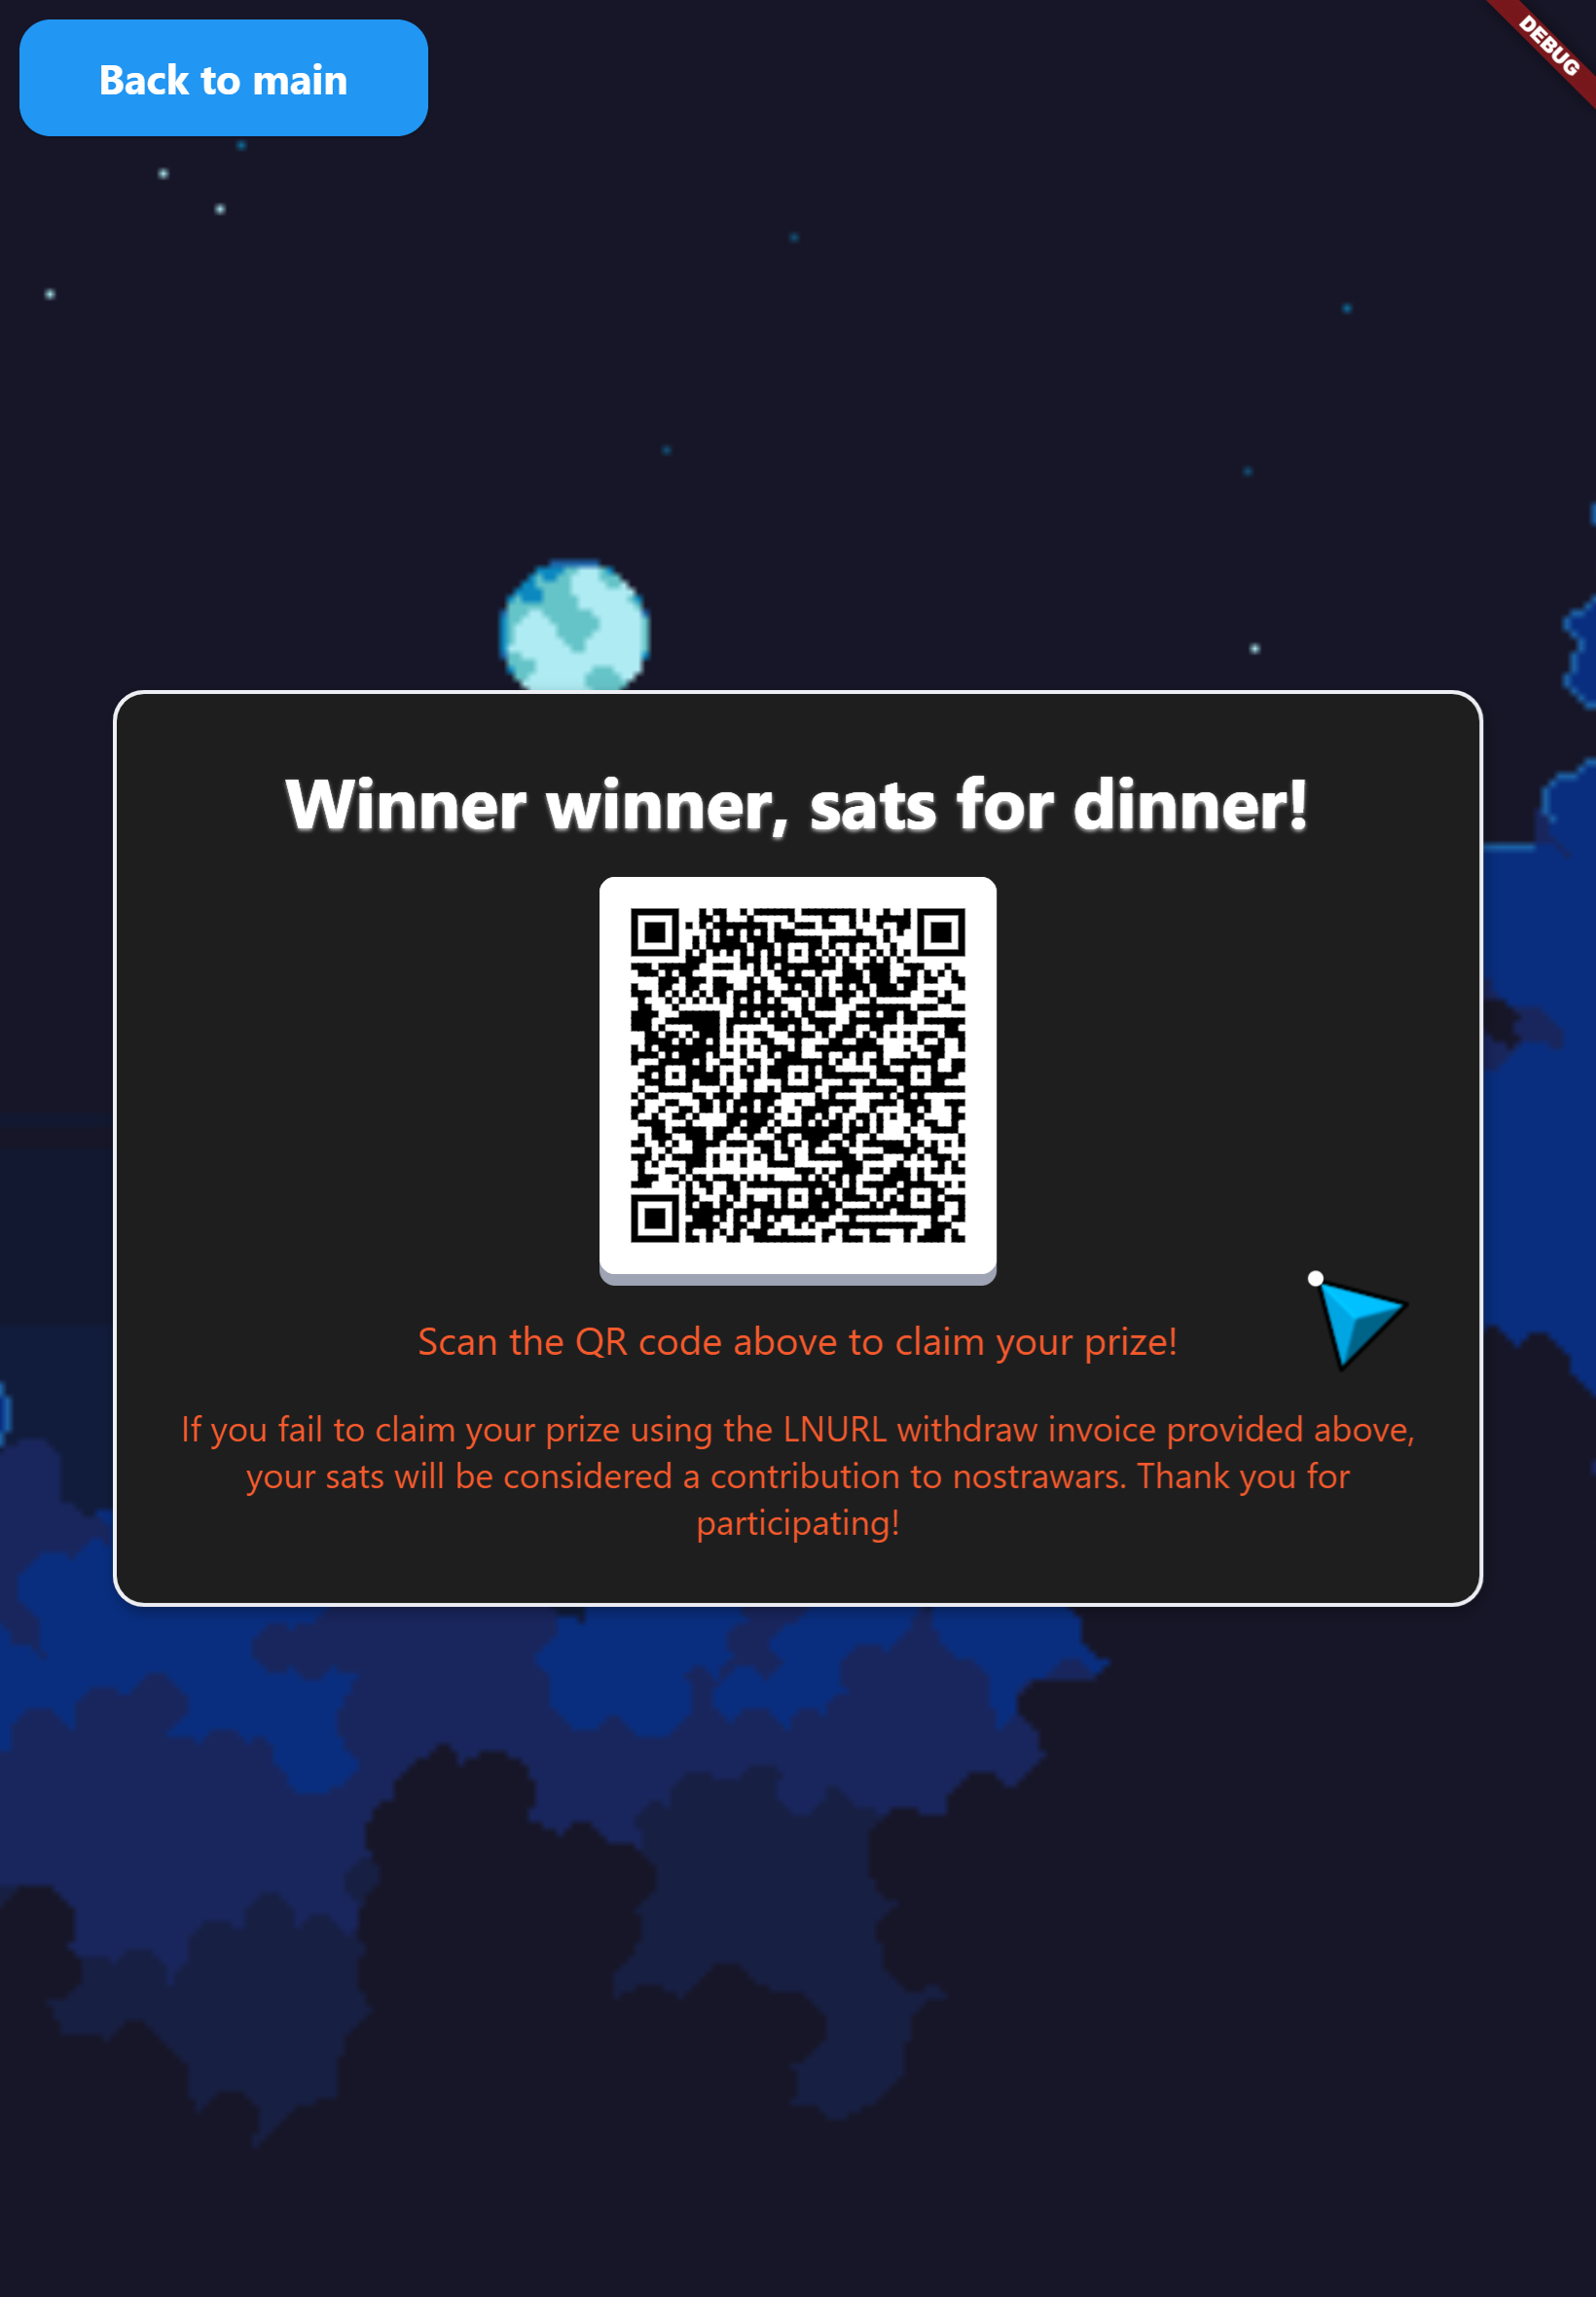 Back to main
DEBUG
Winner winner, sats for dinner!
Scan the QR code above to claim your prize!
If you fail to claim your prize using the LNURL withdraw invoice provided above,
your sats will be considered a contribution to nostrawars. Thank you for
participating!